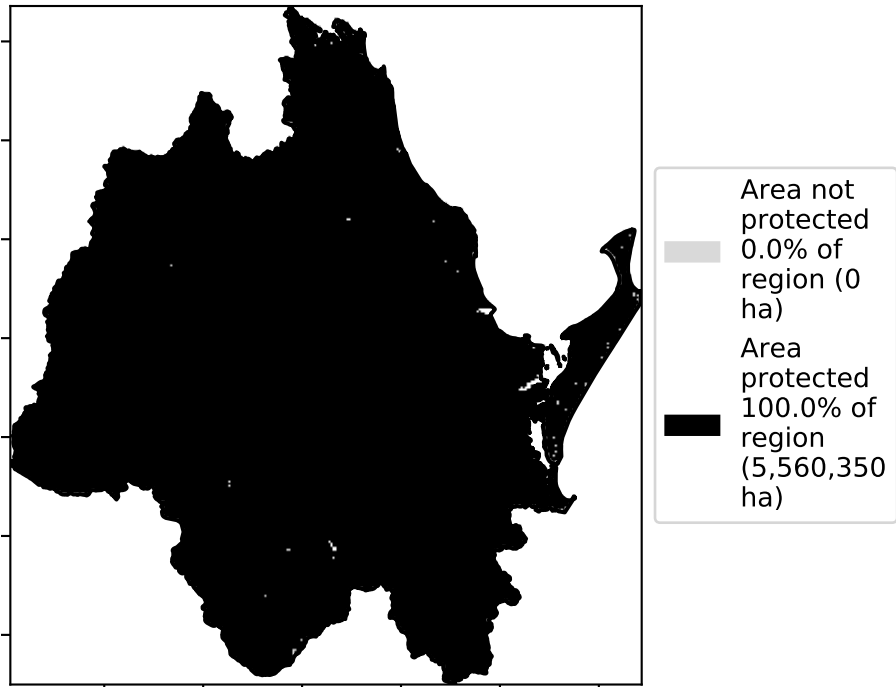 Area not
protected
0.0% of
region (0
ha)
Area
protected
100.0% of
region
(5,560,350
ha)